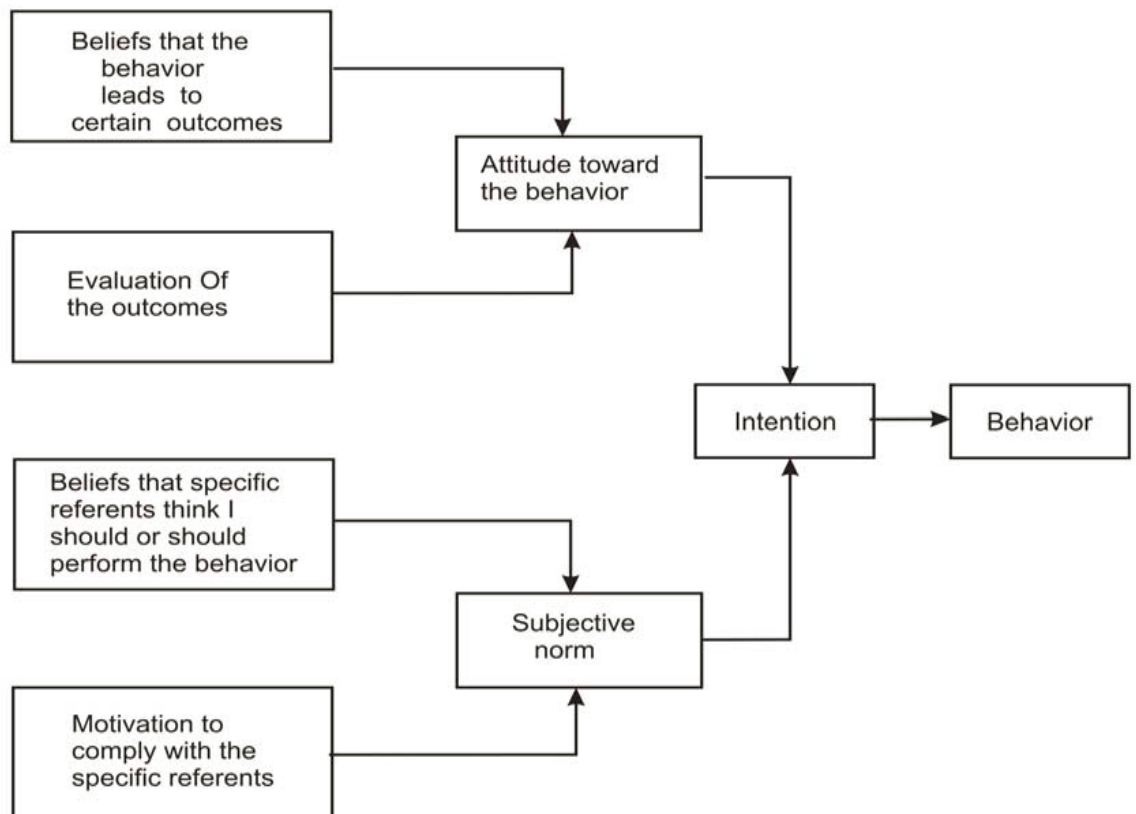 Beliefs that the
behavior
leads to
certain outcomes
Attitude toward
the behavior
Evaluation Of
the outcomes
Intention
Behavior
Beliefs that specific
referents think I
should or should
perform the behavior
Subjective
norm
Motivation to
comply with the
specific referents